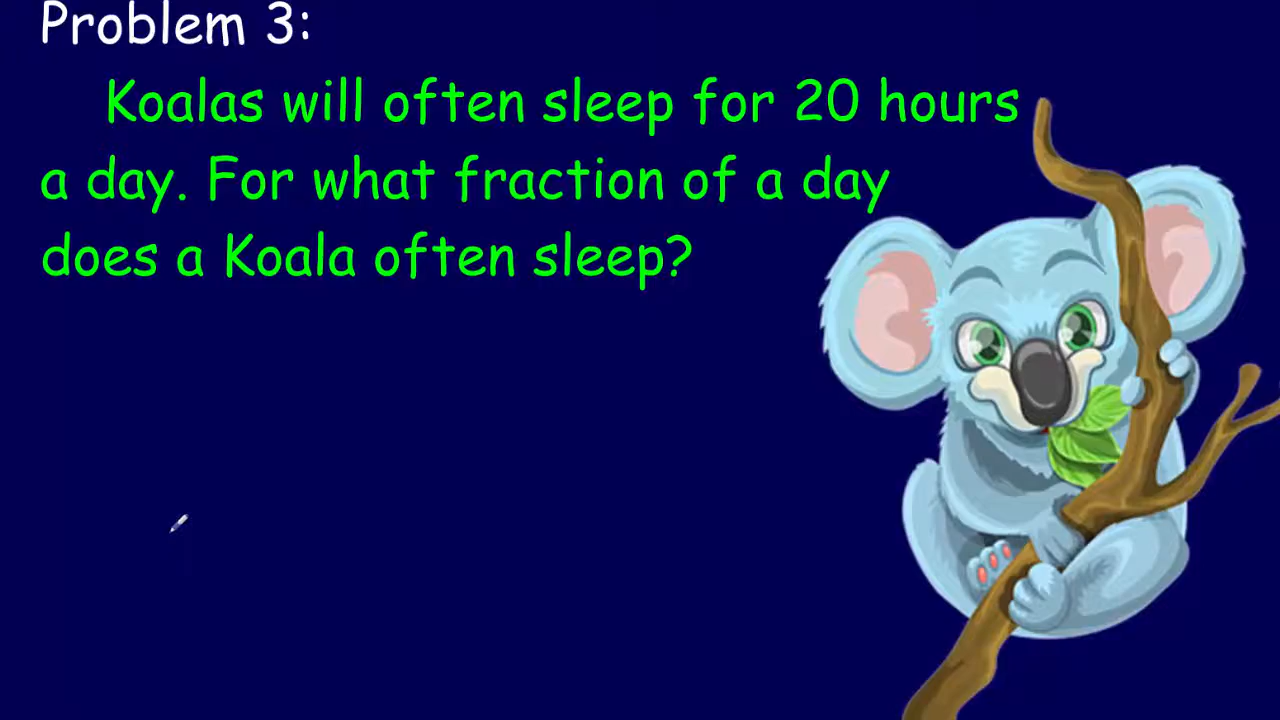 Problem 3:
Koalas will often sleep for 20 hours
a day. For what fraction of a day
does a Koala often sleep?